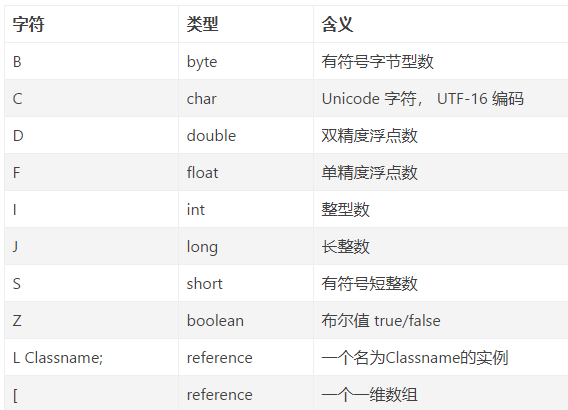 字符 类型 含义
B byte 有符号字节型数
C char Unicode 字符， UTF-16 编码
D double 双精度浮点数
F float 单精度浮点数
I int 整型数
J long 长整数
S short 有符号短整数
Z boolean 布尔值 true/false
L Classname; reference 一个名为Classname的实例
[ reference 一个一维数组